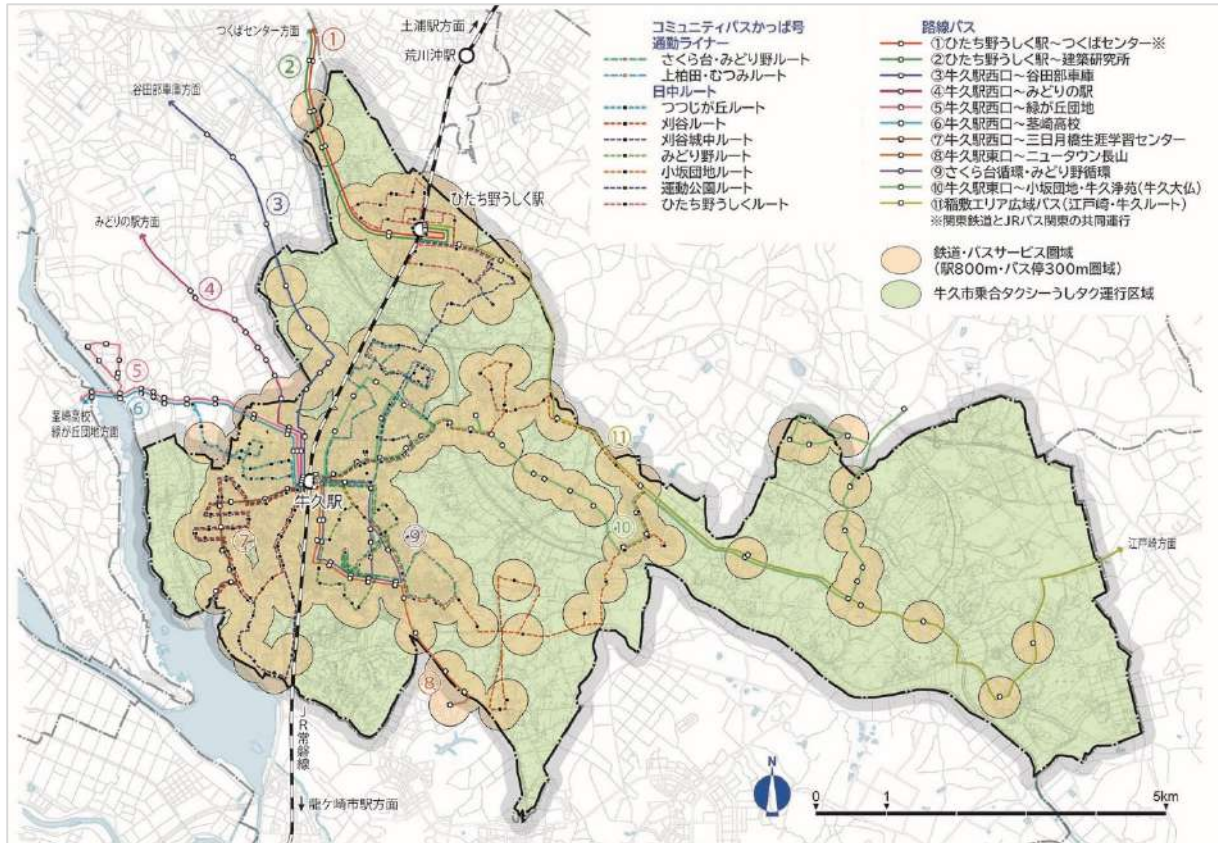 つくばセンター方面
①
②
土浦駅方面
荒川沖駅
谷田部車庫方面
③
ひたち野うしく駅
みどりの駅方面
④
⑤
⑥
茎崎高校
緑が丘団地方面
牛久駅
⑦
⑨
⑩
⑪
⑧
江戸崎方面
JR常磐線
龍ケ崎市駅方面
コミュニティバスかっぱ号
通勤ライナー
さくら台・みどり野ルート
上柏田・むつみルート
日中ルート
つつじが丘ルート
刈谷ルート
刈谷城中ルート
みどり野ルート
小坂団地ルート
運動公園ルート
ひたち野うしくルート
路線バス
①ひたち野うしく駅~つくばセンター※
②ひたち野うしく駅~建築研究所
③牛久駅西口~谷田部車庫
④牛久駅西口~みどりの駅
⑤牛久駅西口~緑が丘団地
⑥牛久駅西口~茎崎高校
⑦牛久駅西口~三日月橋生涯学習センター
⑧牛久駅東口~ニュータウン長山
⑨さくら台循環・みどり野循環
⑩牛久駅東口~小坂団地・牛久浄苑(牛久大仏)
⑪稲敷エリア広域バス(江戸崎・牛久ルート)
※関東鉄道とJRバス関東の共同運行
鉄道・バスサービス圏域
(駅800m・バス停300m圏域)
牛久市乗合タクシーうしタク運行区域
N
0 1 5km